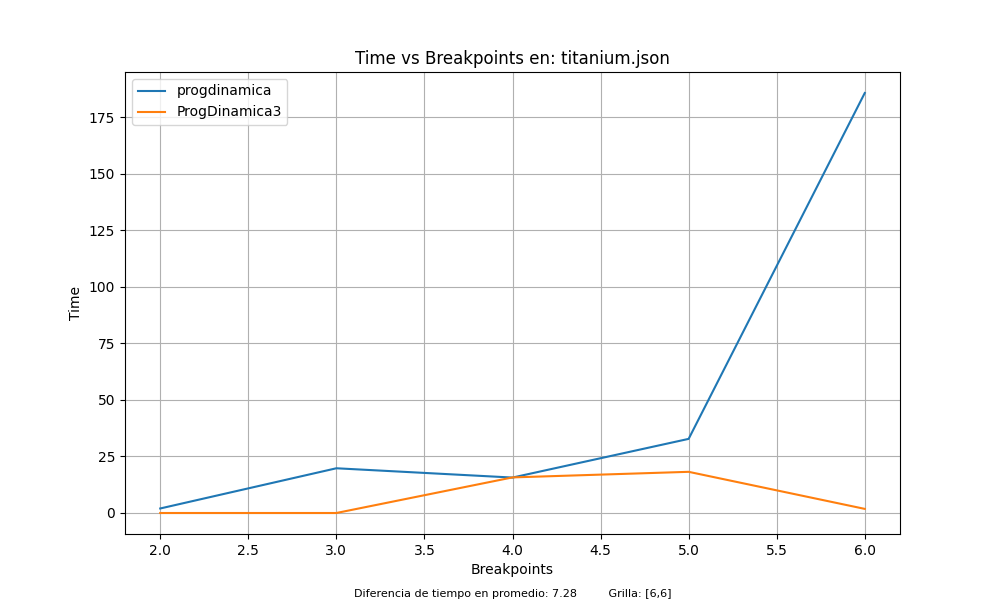 Time vs Breakpoints en: titanium.json
progdinamica
ProgDinamica3
175
150
125
100
75
50
25
0
Time
2.0 2.5 3.0 3.5 4.0 4.5 5.0 5.5 6.0
Breakpoints
Diferencia de tiempo en promedio: 7.28 Grilla: [6,6]